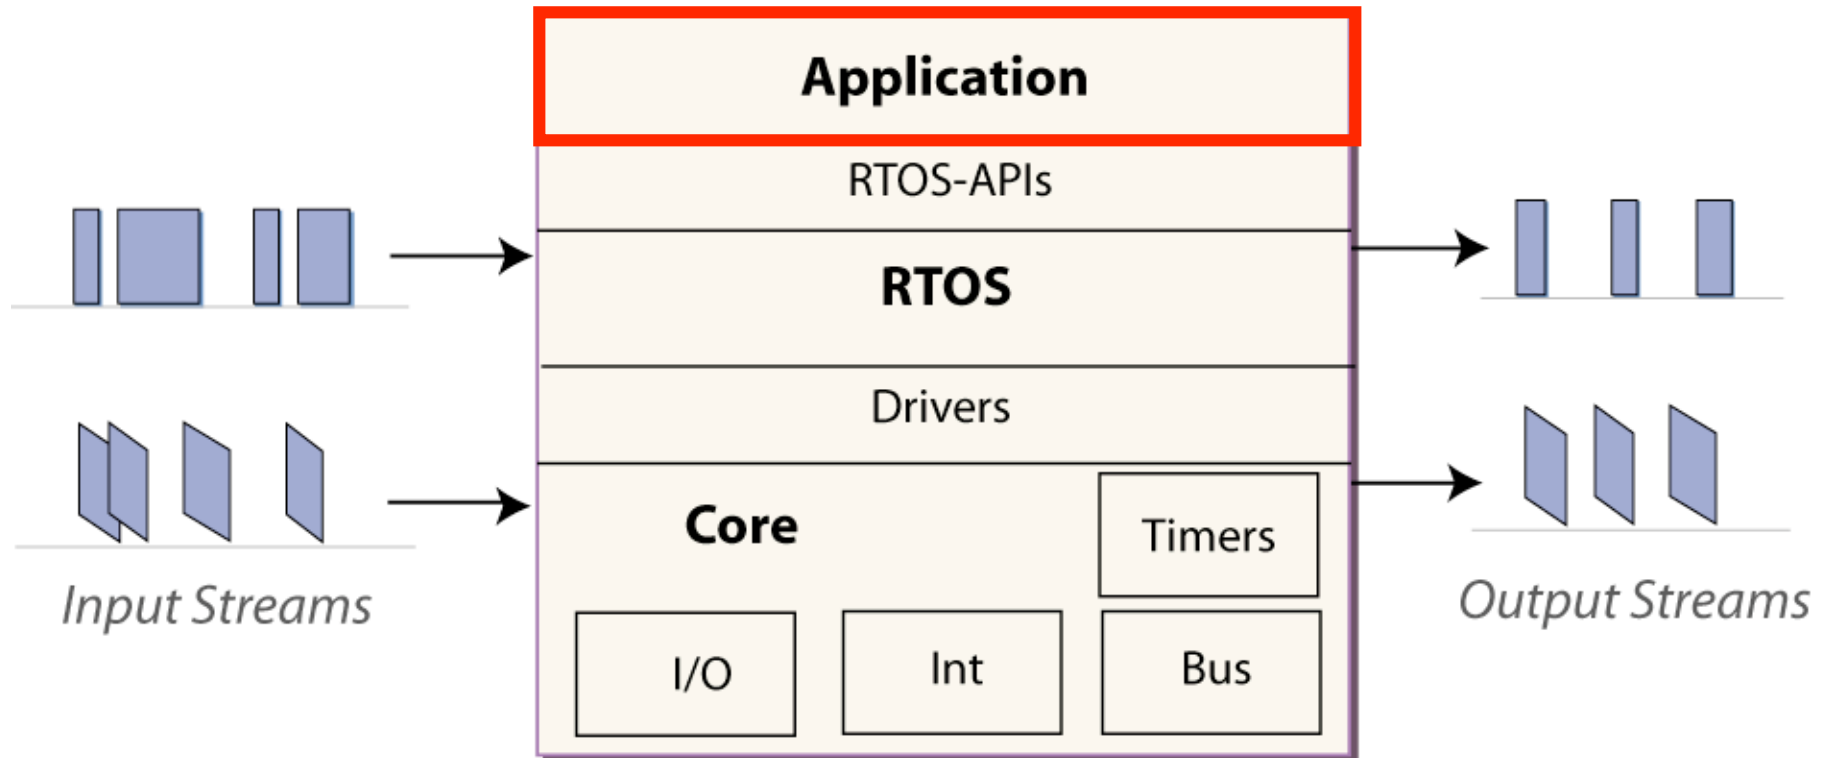 Application
RTOS-APIs
RTOS
Drivers
Core
Timers
I/O
Int
Bus
Input Streams
Output Streams